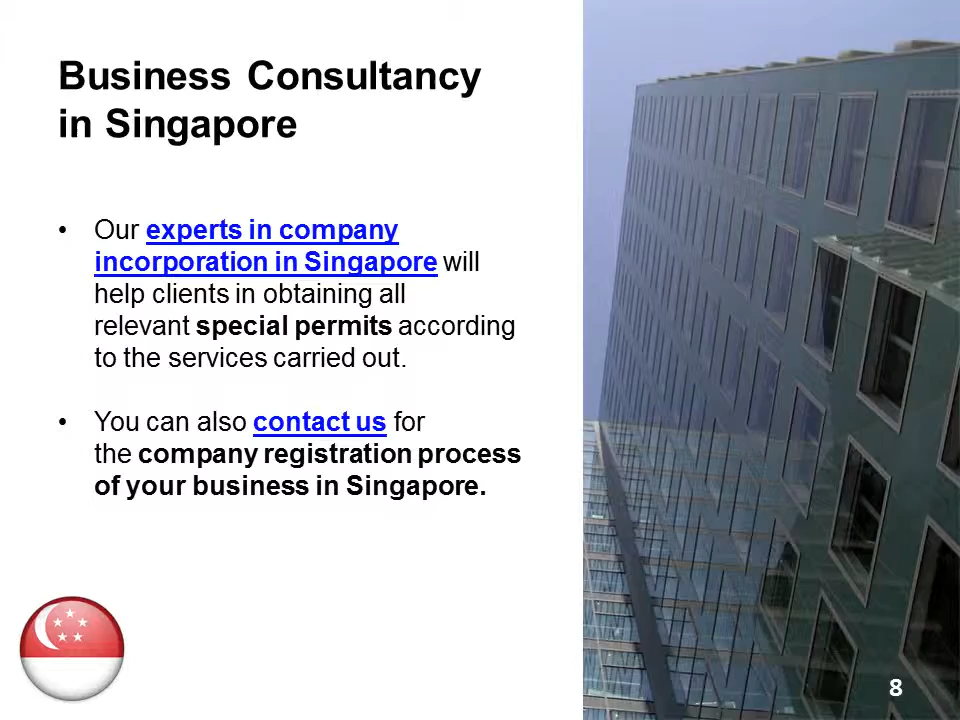 Business Consultancy
in Singapore
• Our experts in company
incorporation in Singapore will
help clients in obtaining all
relevant special permits according
to the services carried out.
• You can also contact us for
the company registration process
of your business in Singapore.
8